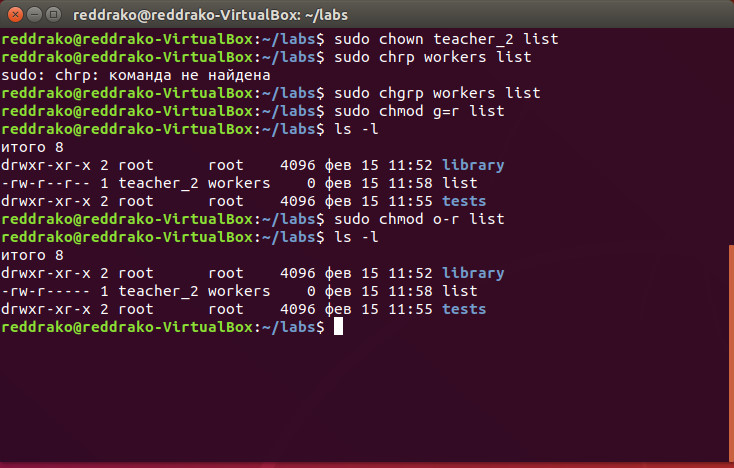 reddrako@reddrako-VirtualBox: ~/labs
reddrako@reddrako-VirtualBox:~/labs$ sudo chown teacher_2 list
reddrako@reddrako-VirtualBox:~/labs$ sudo chrp workers list
sudo: chrp: команда не найдена
reddrako@reddrako-VirtualBox:~/labs$ sudo chgrp workers list
reddrako@reddrako-VirtualBox:~/labs$ sudo chmod g=r list
reddrako@reddrako-VirtualBox:~/labs$ ls -l
итого 8
drwxr-xr-x 2 root      root    4096 фев 15 11:52 library
-rw-r--r-- 1 teacher_2 workers    0 фев 15 11:58 list
drwxr-xr-x 2 root      root    4096 фев 15 11:55 tests
reddrako@reddrako-VirtualBox:~/labs$ sudo chmod o-r list
reddrako@reddrako-VirtualBox:~/labs$ ls -l
итого 8
drwxr-xr-x 2 root      root    4096 фев 15 11:52 library
-rw-r----- 1 teacher_2 workers    0 фев 15 11:58 list
drwxr-xr-x 2 root      root    4096 фев 15 11:55 tests
reddrako@reddrako-VirtualBox:~/labs$